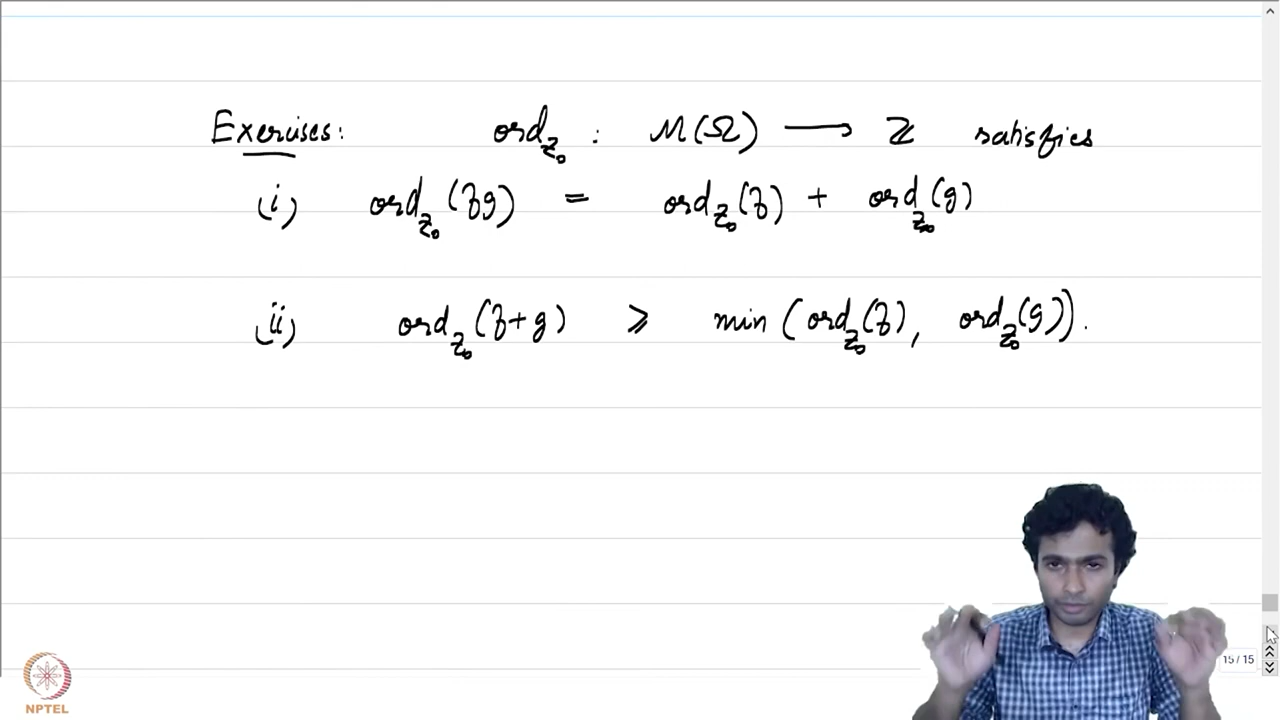 Exercises: ord_{z_0} : M(Ω) ⟶ ℤ satisfies
(i) ord_{z_0}(fg) = ord_{z_0}(f) + ord_{z_0}(g)
(ii) ord_{z_0}(f+g) ≥ min(ord_{z_0}(f), ord_{z_0}(g)).
15 / 15
NPTEL